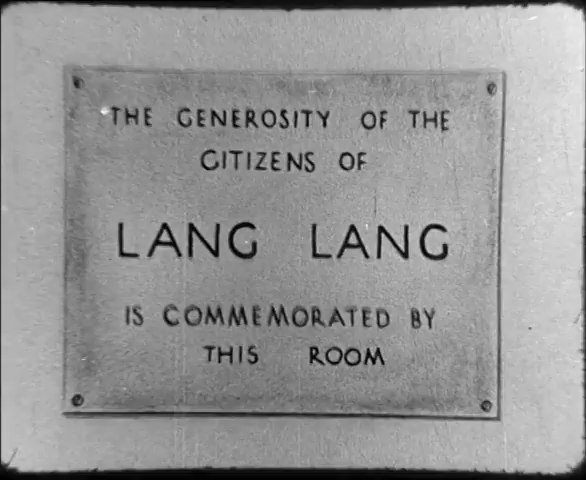 THE GENEROSITY OF THE
CITIZENS OF
LANG LANG
IS COMMEMORATED BY
THIS ROOM